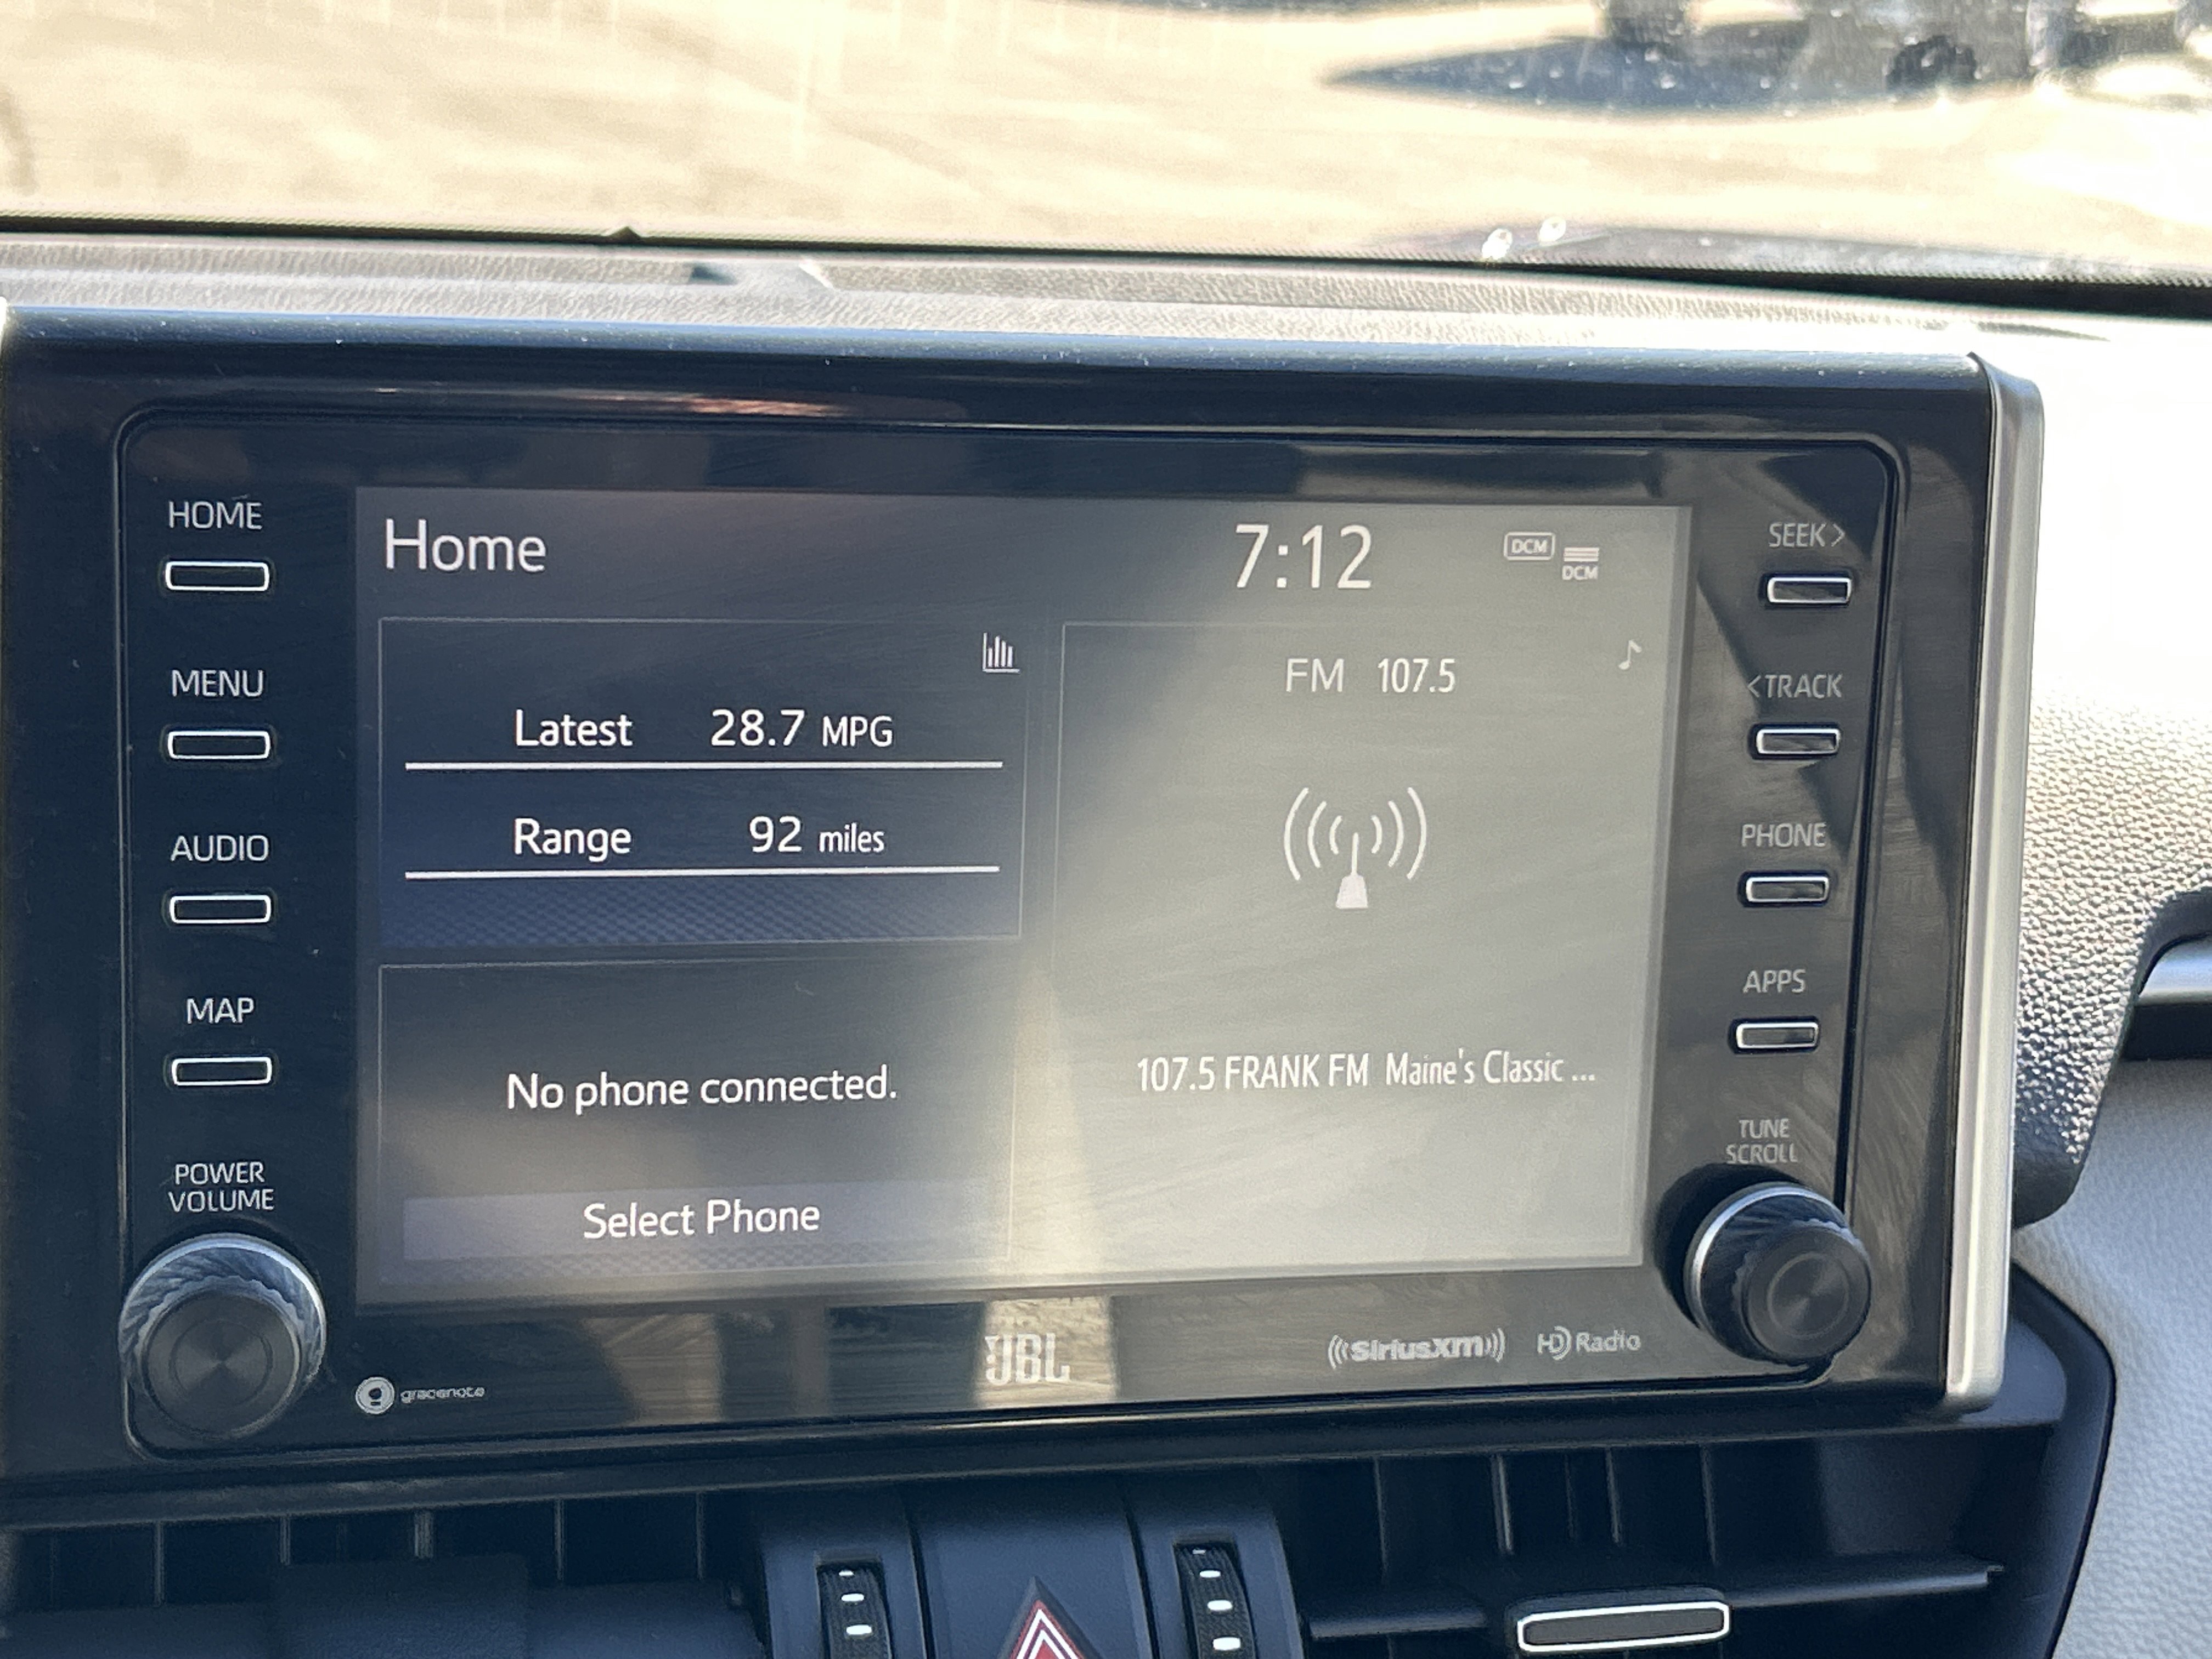 HOME
MENU
AUDIO
MAP
POWER
VOLUME
Home
7:12
DCM
DCM
Latest 28.7 MPG
Range 92 miles
No phone connected.
Select Phone
FM 107.5
107.5 FRANK FM Maine's Classic ...
SEEK>
<TRACK
PHONE
APPS
TUNE
SCROLL
gracenote
JBL
SiriusXM
HD Radio